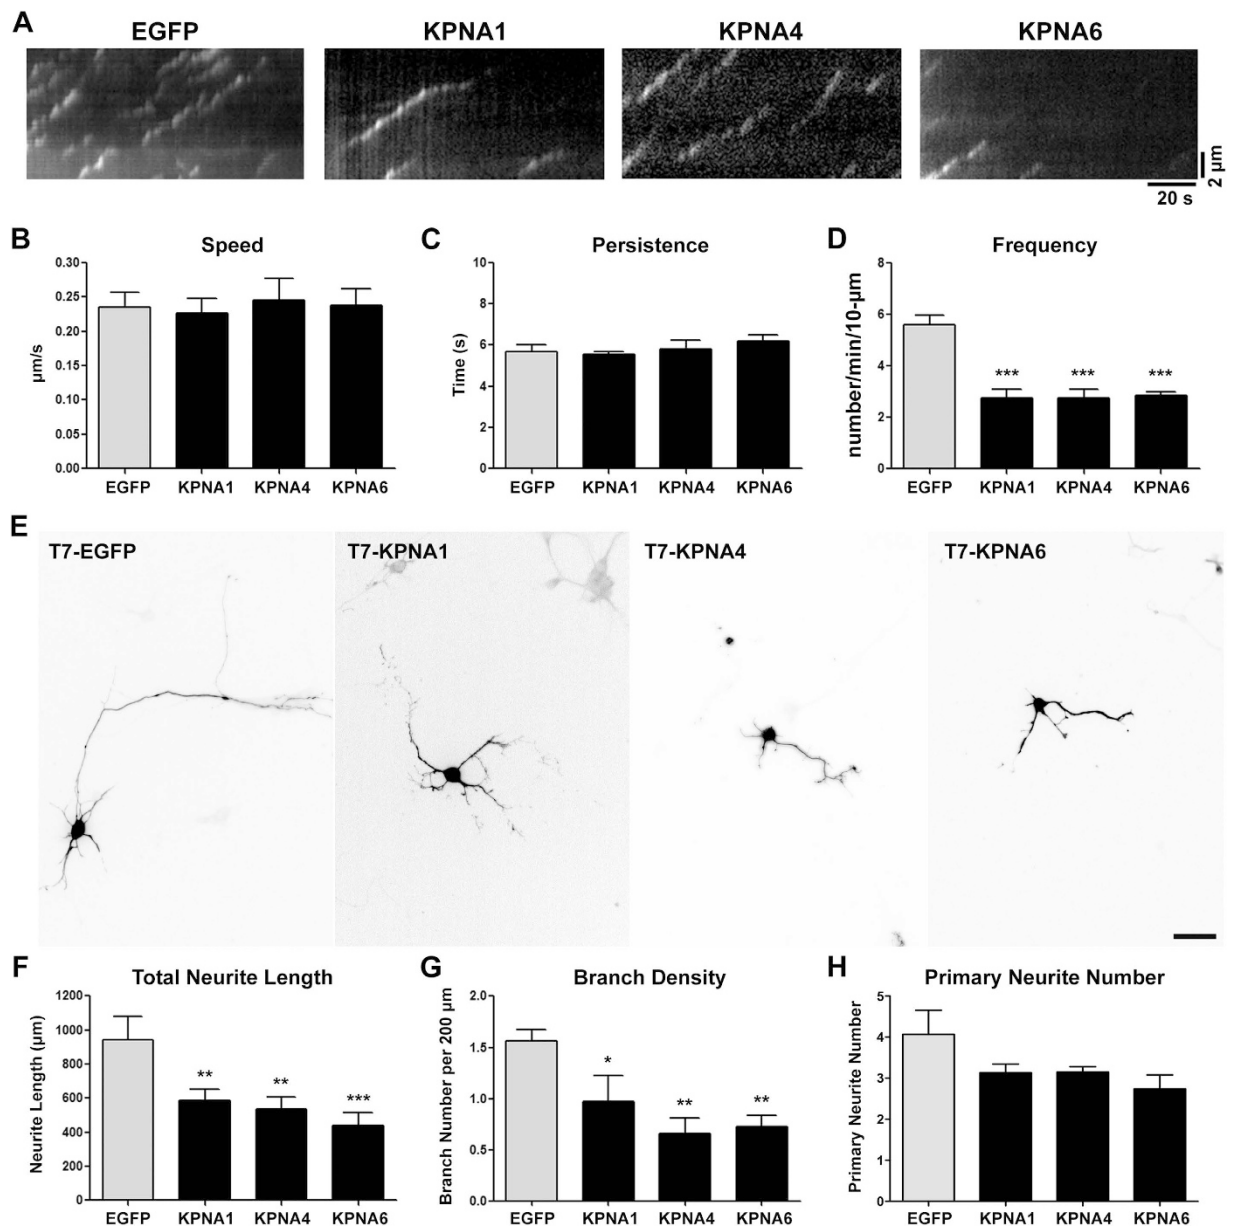 A
EGFP
KPNA1
KPNA4
KPNA6
2 µm
20 s
B
Speed
µm/s
0.30
0.25
0.20
0.15
0.10
0.05
0.00
EGFP KPNA1 KPNA4 KPNA6
C
Persistence
Time (s)
10
8
6
4
2
0
EGFP KPNA1 KPNA4 KPNA6
D
Frequency
number/min/10-µm
8
6
4
2
0
*** *** ***
EGFP KPNA1 KPNA4 KPNA6
E
T7-EGFP
T7-KPNA1
T7-KPNA4
T7-KPNA6
F
Total Neurite Length
Neurite Length (µm)
1200
1000
800
600
400
200
0
** ** ***
EGFP KPNA1 KPNA4 KPNA6
G
Branch Density
Branch Number per 200 µm
2.0
1.5
1.0
0.5
0.0
* ** **
EGFP KPNA1 KPNA4 KPNA6
H
Primary Neurite Number
Primary Neurite Number
5
4
3
2
1
0
EGFP KPNA1 KPNA4 KPNA6